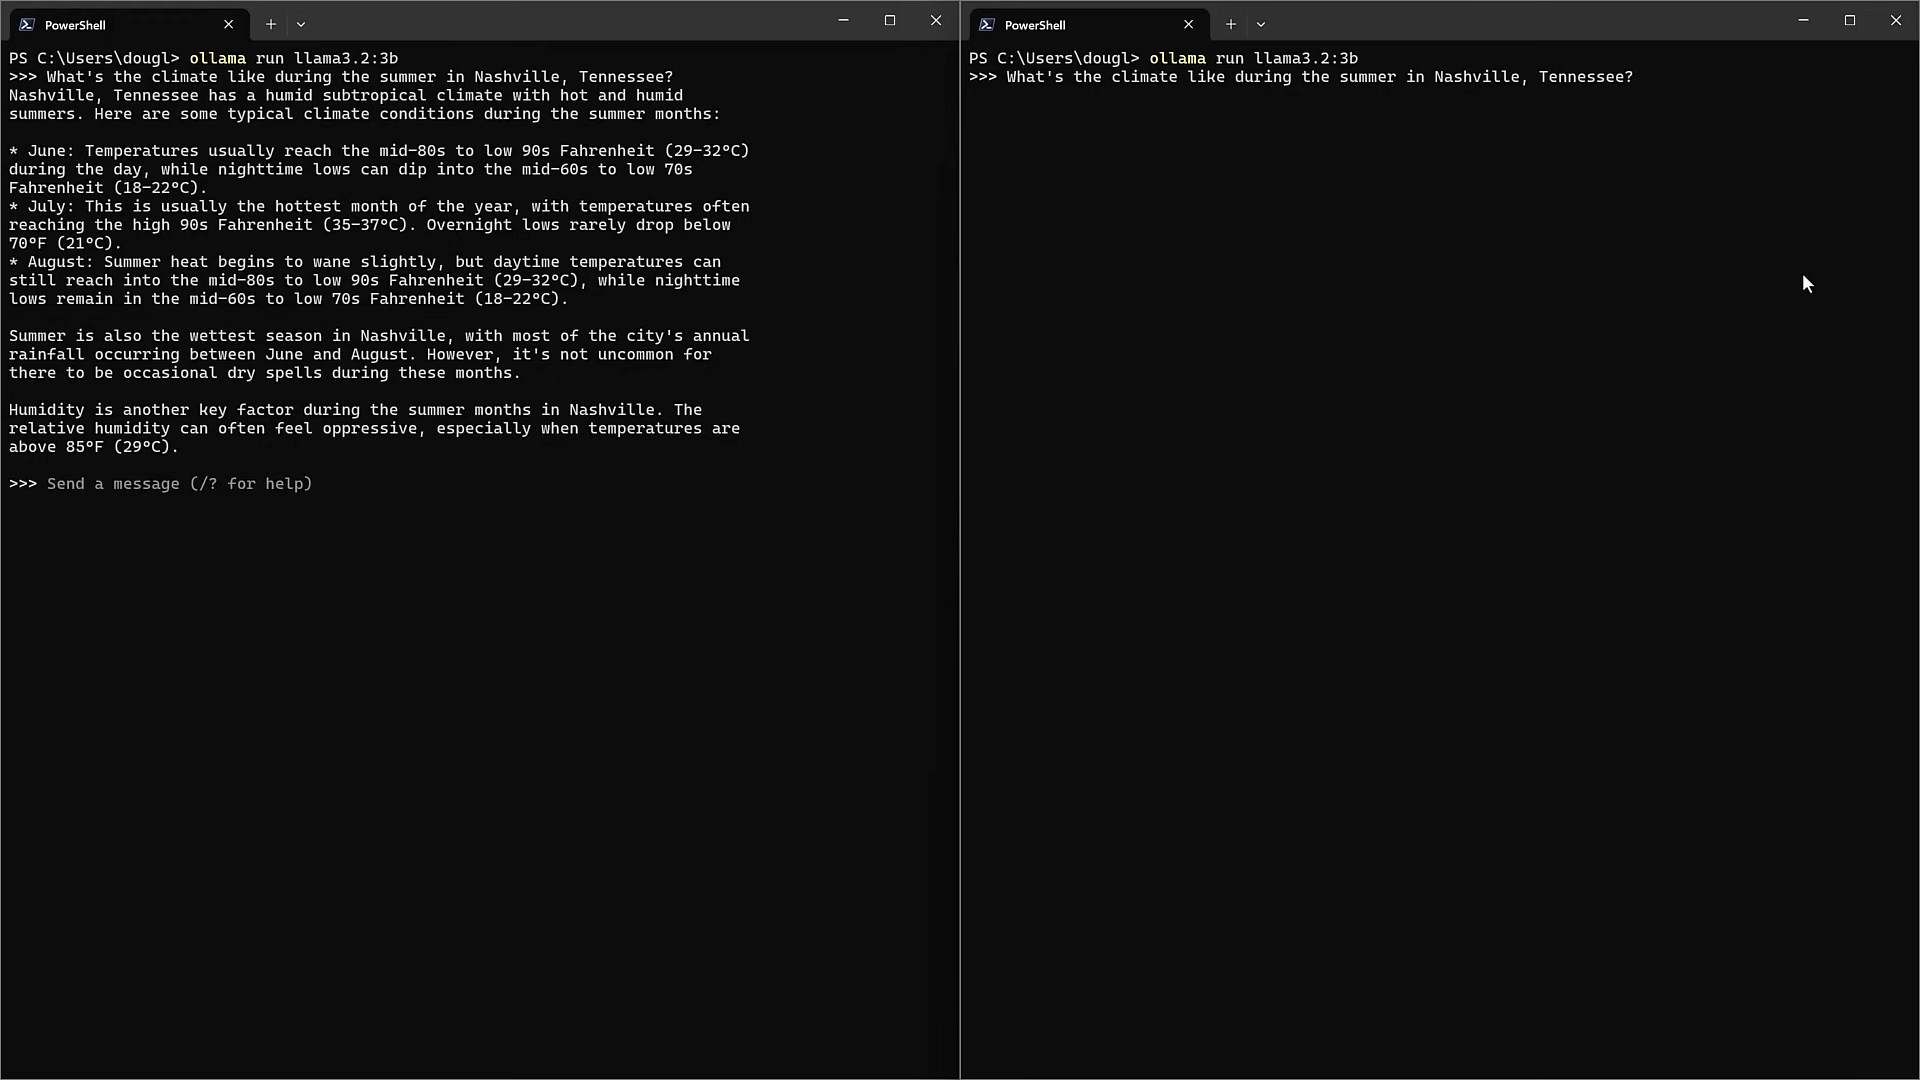 PowerShell
PS C:\Users\dougl> ollama run llama3.2:3b
>>> What's the climate like during the summer in Nashville, Tennessee?
Nashville, Tennessee has a humid subtropical climate with hot and humid
summers. Here are some typical climate conditions during the summer months:
* June: Temperatures usually reach the mid-80s to low 90s Fahrenheit (29-32°C)
during the day, while nighttime lows can dip into the mid-60s to low 70s
Fahrenheit (18-22°C).
* July: This is usually the hottest month of the year, with temperatures often
reaching the high 90s Fahrenheit (35-37°C). Overnight lows rarely drop below
70°F (21°C).
* August: Summer heat begins to wane slightly, but daytime temperatures can
still reach into the mid-80s to low 90s Fahrenheit (29-32°C), while nighttime
lows remain in the mid-60s to low 70s Fahrenheit (18-22°C).
Summer is also the wettest season in Nashville, with most of the city's annual
rainfall occurring between June and August. However, it's not uncommon for
there to be occasional dry spells during these months.
Humidity is another key factor during the summer months in Nashville. The
relative humidity can often feel oppressive, especially when temperatures are
above 85°F (29°C).
>>> Send a message (/? for help)
PowerShell
PS C:\Users\dougl> ollama run llama3.2:3b
>>> What's the climate like during the summer in Nashville, Tennessee?